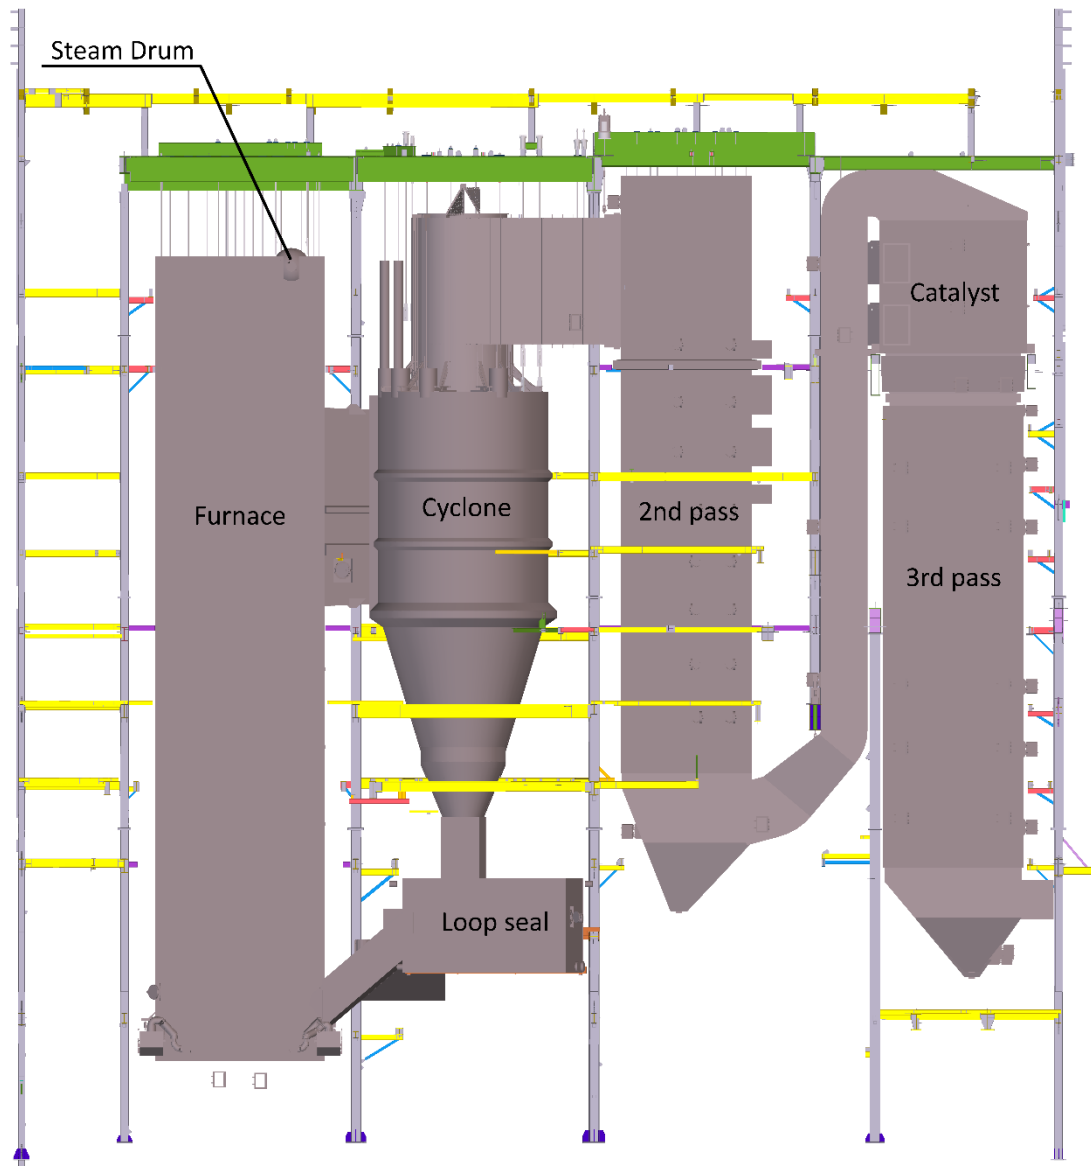 Steam Drum
Catalyst
Furnace
Cyclone
2nd pass
3rd pass
Loop seal